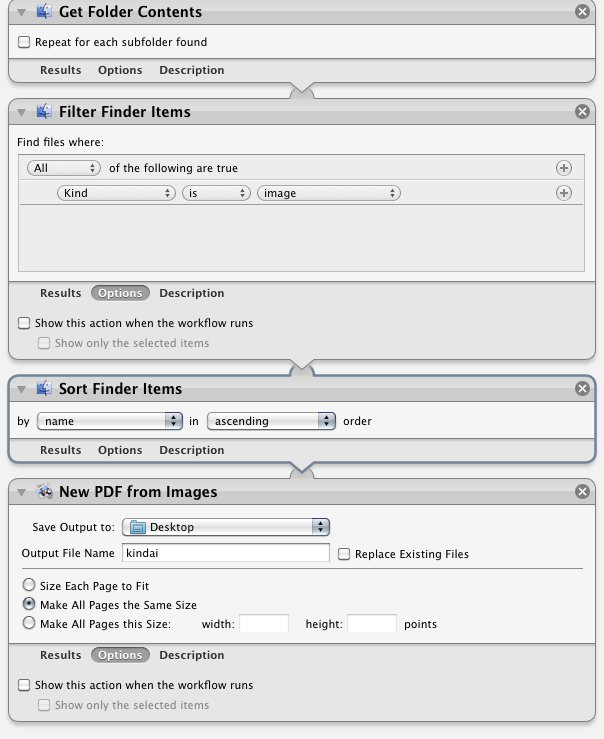 Get Folder Contents
Repeat for each subfolder found
Results Options Description
Filter Finder Items
Find files where:
All of the following are true
Kind is image
Results Options Description
Show this action when the workflow runs
Show only the selected items
Sort Finder Items
by name in ascending order
Results Options Description
New PDF from Images
Save Output to: Desktop
Output File Name kindai Replace Existing Files
Size Each Page to Fit
Make All Pages the Same Size
Make All Pages this Size: width: height: points
Results Options Description
Show this action when the workflow runs
Show only the selected items